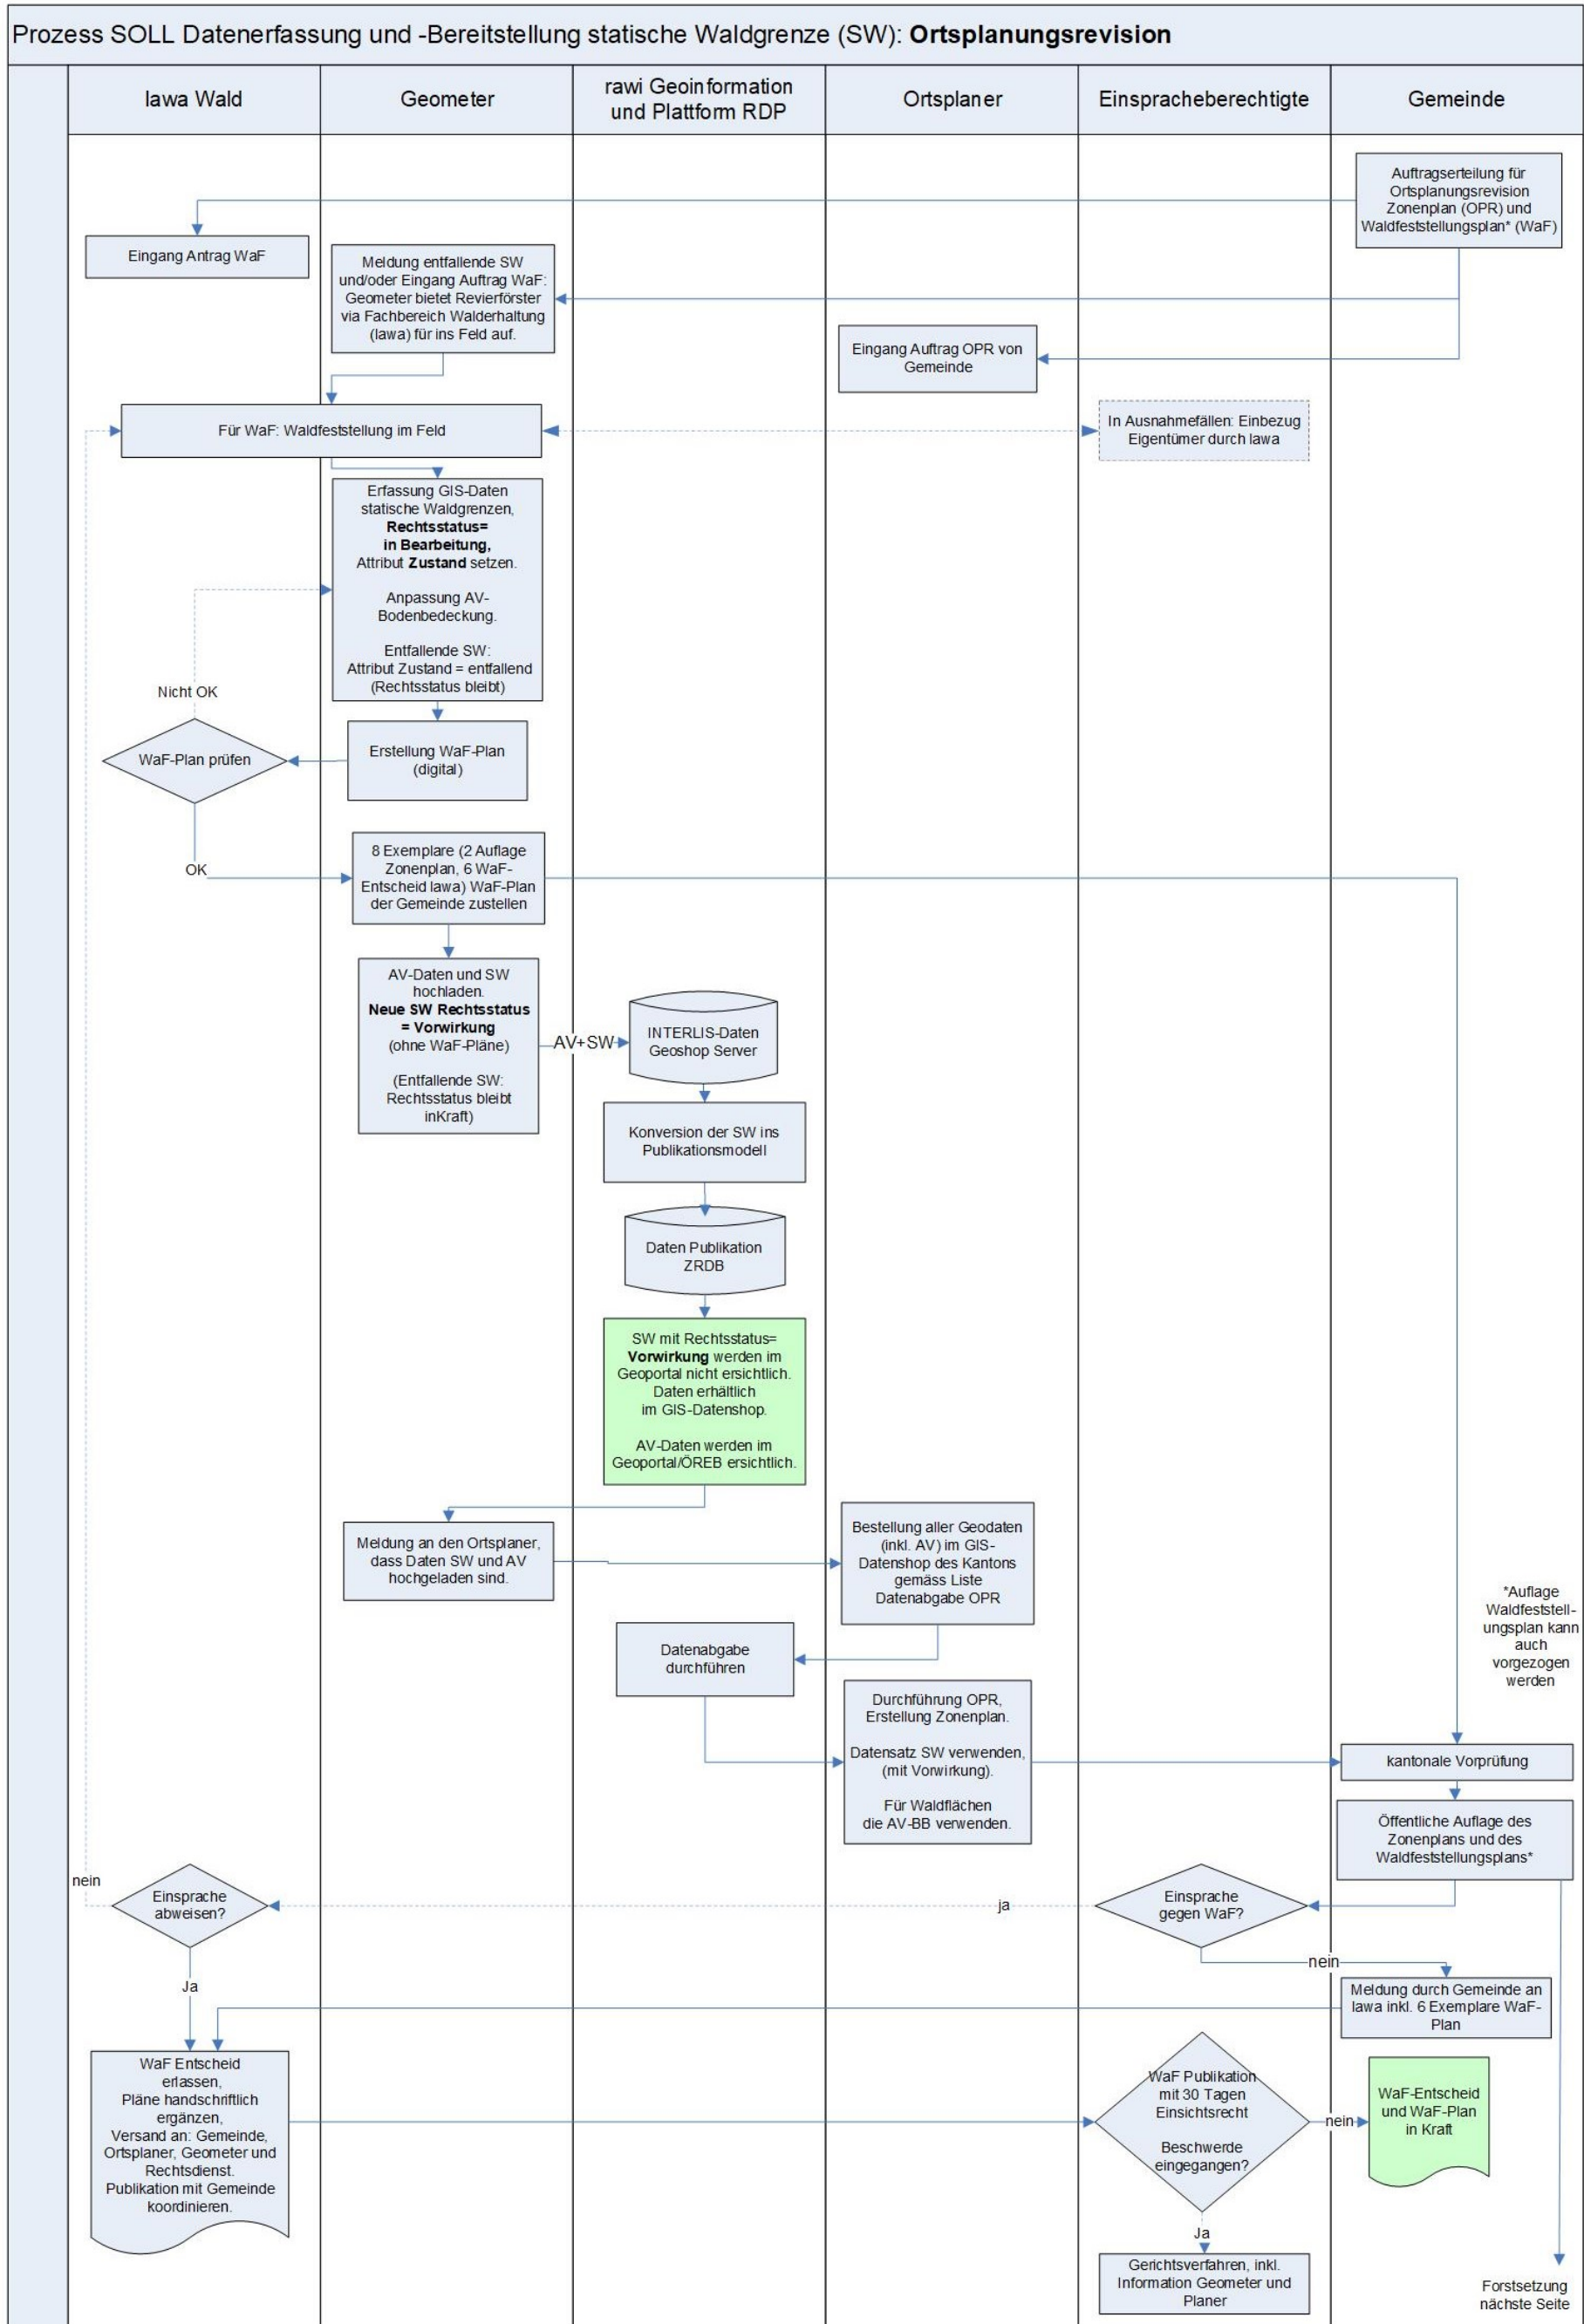 Prozess SOLL Datenerfassung und -Bereitstellung statische Waldgrenze (SW): Ortsplanungsrevision
lawa Wald
Geometer
rawi Geoinformation
und Plattform RDP
Ortsplaner
Einspracheberechtigte
Gemeinde
Auftragserteilung für
Ortsplanungsrevision
Zonenplan (OPR) und
Waldfeststellungsplan* (WaF)
Eingang Antrag WaF
Meldung entfallende SW
und/oder Eingang Auftrag WaF:
Geometer bietet Revierförster
via Fachbereich Walderhaltung
(lawa) für ins Feld auf.
Eingang Auftrag OPR von
Gemeinde
Für WaF: Waldfeststellung im Feld
In Ausnahmefällen: Einbezug
Eigentümer durch lawa
Erfassung GIS-Daten
statische Waldgrenzen,
Rechtsstatus=
in Bearbeitung,
Attribut Zustand setzen.
Anpassung AV-
Bodenbedeckung.
Entfallende SW:
Attribut Zustand = entfallend
(Rechtsstatus bleibt)
Nicht OK
WaF-Plan prüfen
Erstellung WaF-Plan
(digital)
OK
8 Exemplare (2 Auflage
Zonenplan, 6 WaF-
Entscheid lawa) WaF-Plan
der Gemeinde zustellen
AV-Daten und SW
hochladen.
Neue SW Rechtsstatus
= Vorwirkung
(ohne WaF-Pläne)
(Entfallende SW:
Rechtsstatus bleibt
inKraft)
AV+SW
INTERLIS-Daten
Geoshop Server
Konversion der SW ins
Publikationsmodell
Daten Publikation
ZRDB
SW mit Rechtsstatus=
Vorwirkung werden im
Geoportal nicht ersichtlich.
Daten erhältlich
im GIS-Datenshop.
AV-Daten werden im
Geoportal/ÖREB ersichtlich.
Meldung an den Ortsplaner,
dass Daten SW und AV
hochgeladen sind.
Bestellung aller Geodaten
(inkl. AV) im GIS-
Datenshop des Kantons
gemäss Liste
Datenabgabe OPR
*Auflage
Waldfeststell-
ungsplan kann
auch
vorgezogen
werden
Datenabgabe
durchführen
Durchführung OPR,
Erstellung Zonenplan.
Datensatz SW verwenden,
(mit Vorwirkung).
Für Waldflächen
die AV-BB verwenden.
kantonale Vorprüfung
Öffentliche Auflage des
Zonenplans und des
Waldfeststellungsplans*
nein
Einsprache
abweisen?
ja
Einsprache
gegen WaF?
nein
Ja
Meldung durch Gemeinde an
lawa inkl. 6 Exemplare WaF-
Plan
WaF Entscheid
erlassen,
Pläne handschriftlich
ergänzen,
Versand an: Gemeinde,
Ortsplaner, Geometer und
Rechtsdienst.
Publikation mit Gemeinde
koordinieren.
WaF Publikation
mit 30 Tagen
Einsichtsrecht
Beschwerde
eingegangen?
nein
WaF-Entscheid
und WaF-Plan
in Kraft
Ja
Gerichtsverfahren, inkl.
Information Geometer und
Planer
Forstsetzung
nächste Seite